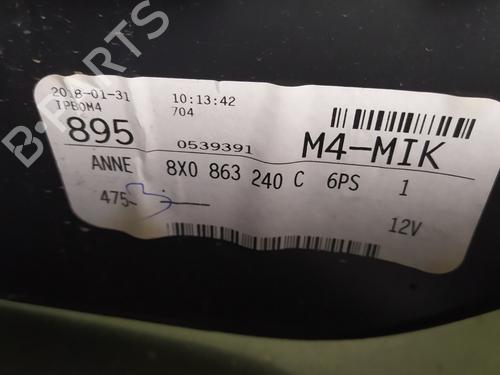 2018-01-31 10:13:42
IPBOM4 704
895 0539391 M4-MIK
ANNE 8X0 863 240 C 6PS 1
475
12V
B-PARTS